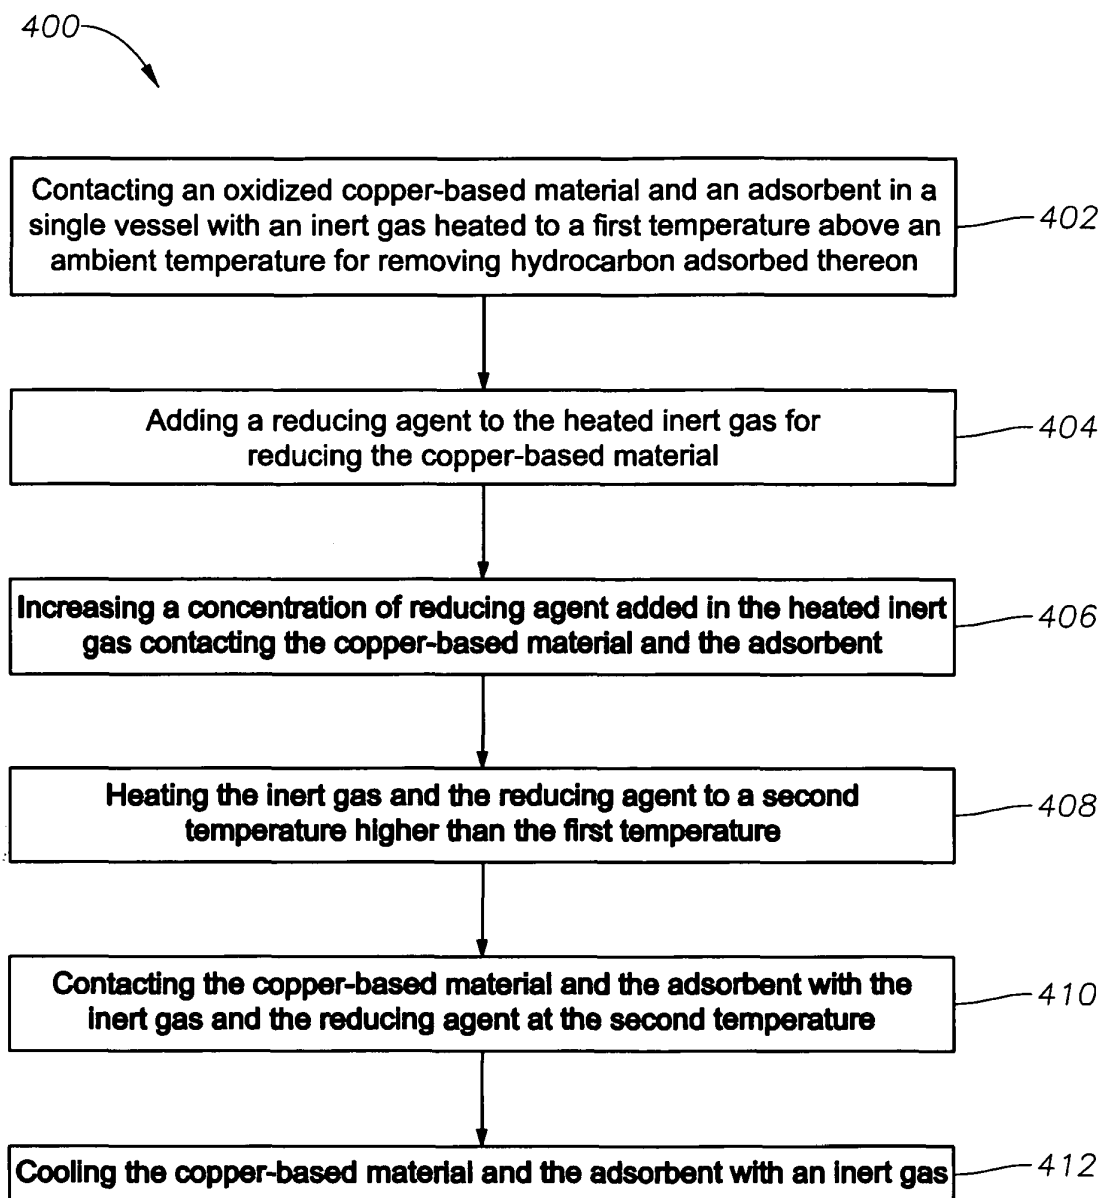 400
Contacting an oxidized copper-based material and an adsorbent in a
single vessel with an inert gas heated to a first temperature above an
ambient temperature for removing hydrocarbon adsorbed thereon
402
Adding a reducing agent to the heated inert gas for
reducing the copper-based material
404
Increasing a concentration of reducing agent added in the heated inert
gas contacting the copper-based material and the adsorbent
406
Heating the inert gas and the reducing agent to a second
temperature higher than the first temperature
408
Contacting the copper-based material and the adsorbent with the
inert gas and the reducing agent at the second temperature
410
Cooling the copper-based material and the adsorbent with an inert gas
412